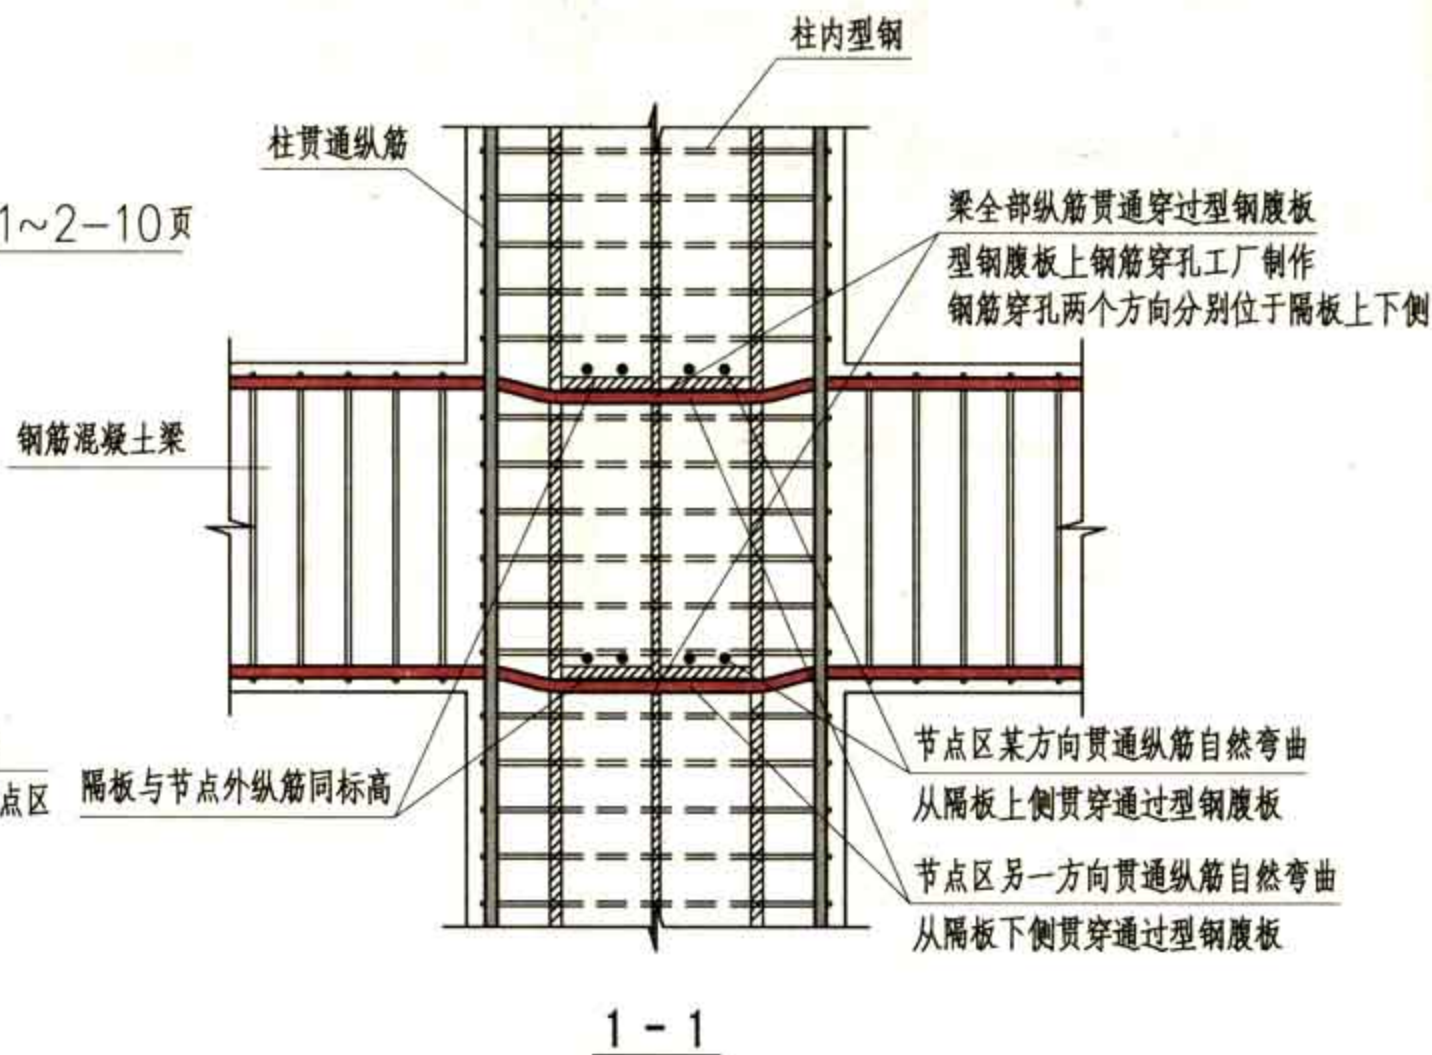 柱内型钢
柱贯通纵筋
1~2-10页
梁全部纵筋贯通穿过型钢腹板
型钢腹板上钢筋穿孔工厂制作
钢筋穿孔两个方向分别位于隔板上下侧
钢筋混凝土梁
节点区某方向贯通纵筋自然弯曲
从隔板上侧贯穿通过型钢腹板
点区
隔板与节点外纵筋同标高
节点区另一方向贯通纵筋自然弯曲
从隔板下侧贯穿通过型钢腹板
1-1